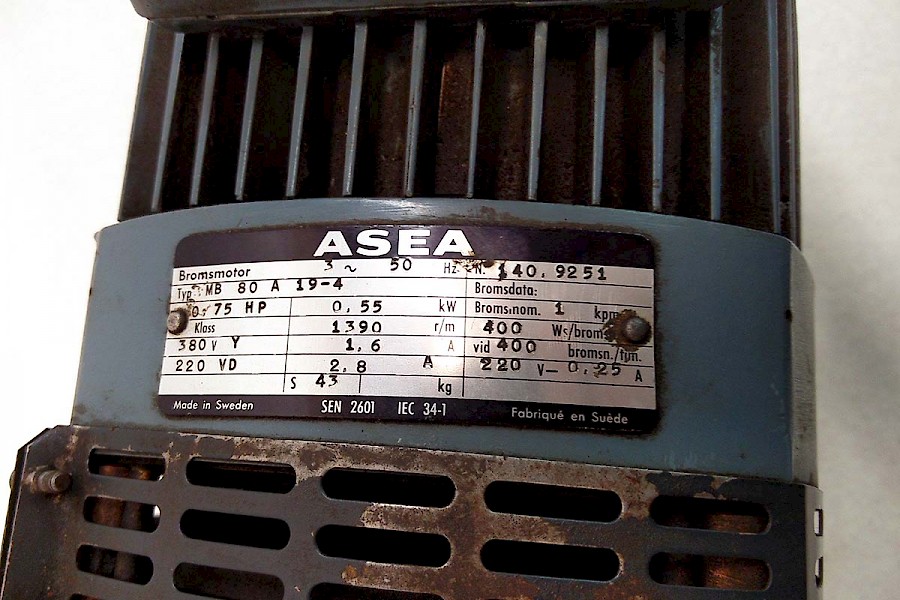 ASEA
Bromsmotor 3 ~ 50 Hz N. 140.9251
Typ MB 80 A 19-4 Bromsdata:
0,75 HP 0,55 kW Broms.nom. 1 kpm
Klass 1390 r/m 400 Ws/broms
380 V Y 1,6 A vid 400 bromsn./tim.
220 VD 2,8 A 220 V— 0,25 A
S 43 kg
Made in Sweden SEN 2601 IEC 34-1 Fabriqué en Suède